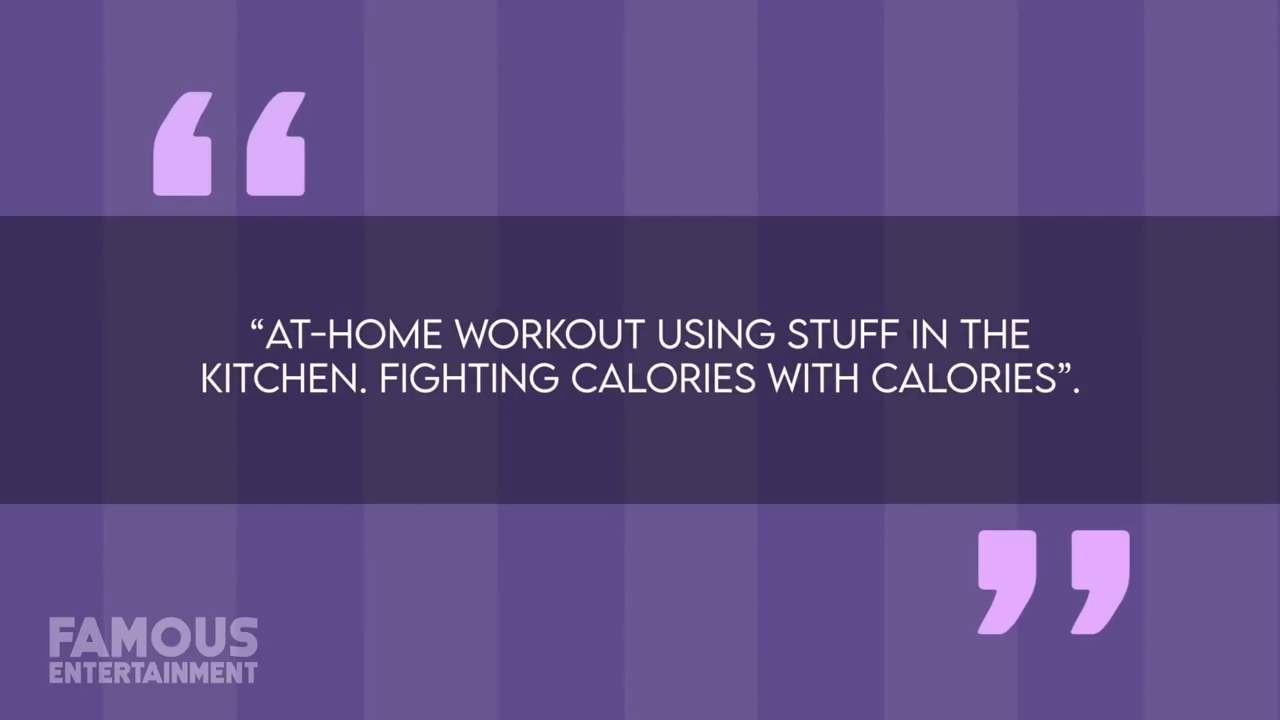 “AT-HOME WORKOUT USING STUFF IN THE
KITCHEN. FIGHTING CALORIES WITH CALORIES”.
FAMOUS
ENTERTAINMENT